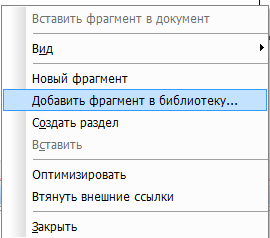 Вставить фрагмент в документ
Вид
Новый фрагмент
Добавить фрагмент в библиотеку...
Создать раздел
Вставить
Оптимизировать
Втянуть внешние ссылки
Закрыть